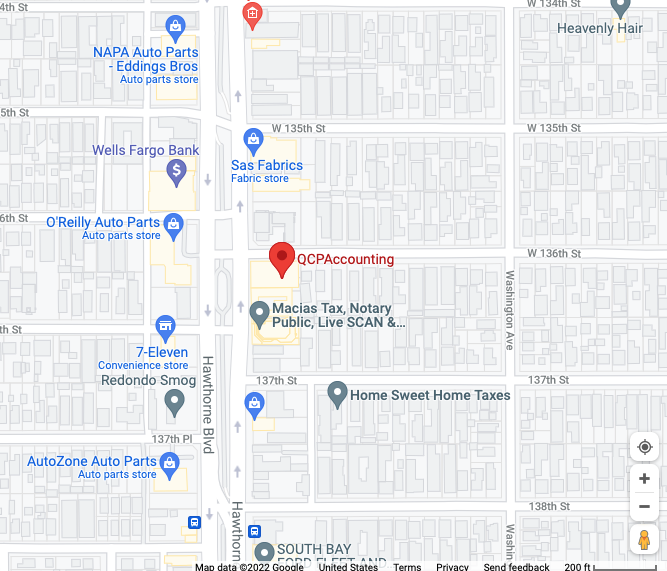 4th St
W 134th St
Heavenly Hair
NAPA Auto Parts
- Eddings Bros
Auto parts store
5th St
W 135th St
W 135th St
Wells Fargo Bank
$
Sas Fabrics
Fabric store
6th St
O'Reilly Auto Parts
Auto parts store
W 136th St
QCPAccounting
Washington Ave
Macias Tax, Notary
Public, Live SCAN &...
th St
7-Eleven
Convenience store
Hawthorne Blvd
Redondo Smog
137th St
137th St
Home Sweet Home Taxes
137th Pl
AutoZone Auto Parts
Auto parts store
Hawthorn
138th St
Washin
SOUTH BAY
FORD FLEET AND
Map data ©2022 Google
United States
Terms
Privacy
Send feedback
200 ft